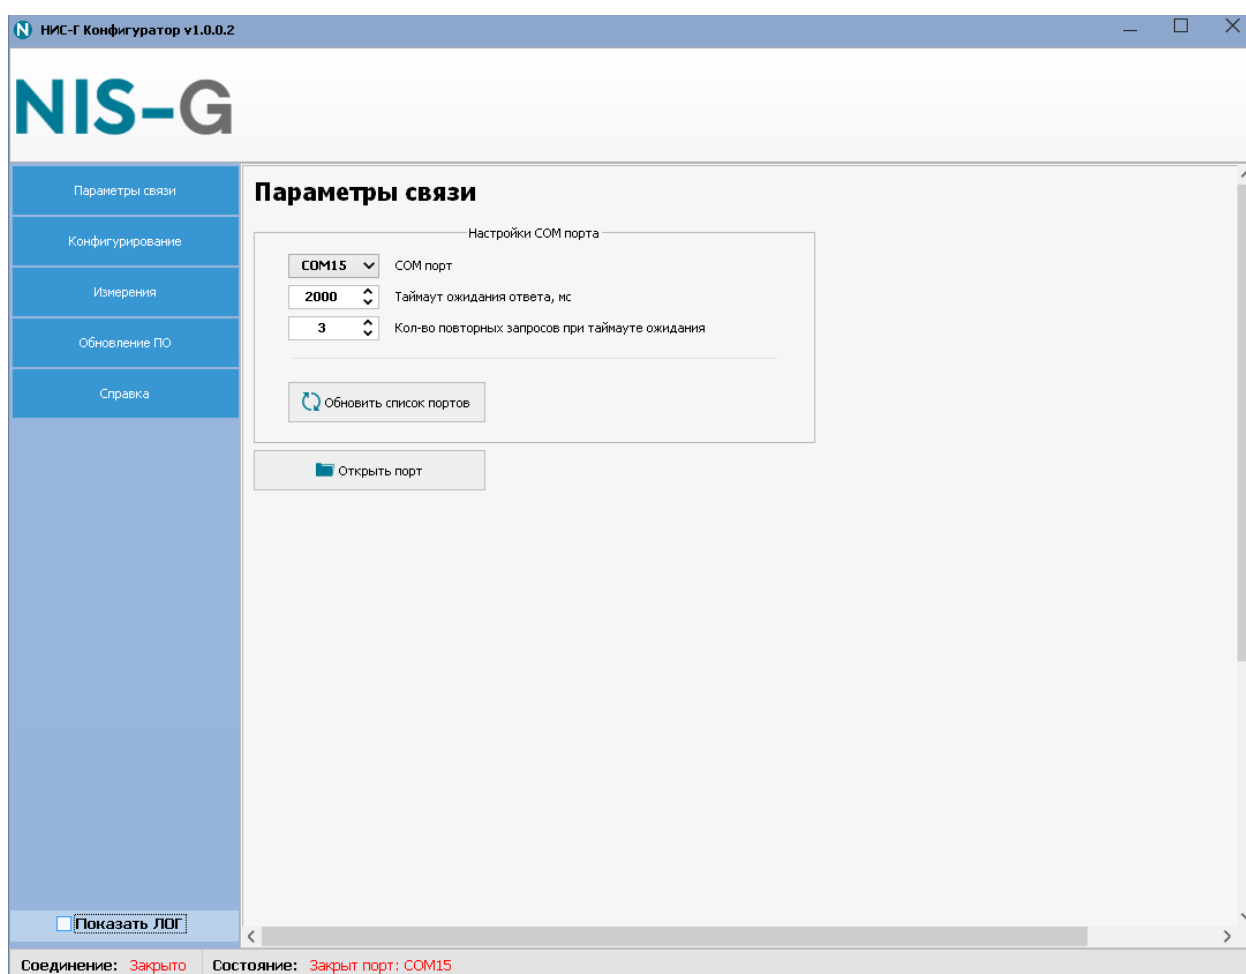 НИС-Г Конфигуратор v1.0.0.2
NIS-G
Параметры связи
Конфигурирование
Измерения
Обновление ПО
Справка
Параметры связи
Настройки COM порта
COM15 COM порт
2000 Таймаут ожидания ответа, мс
3 Кол-во повторных запросов при таймауте ожидания
Обновить список портов
Открыть порт
Показать ЛОГ
Соединение: Закрыто Состояние: Закрыт порт: COM15